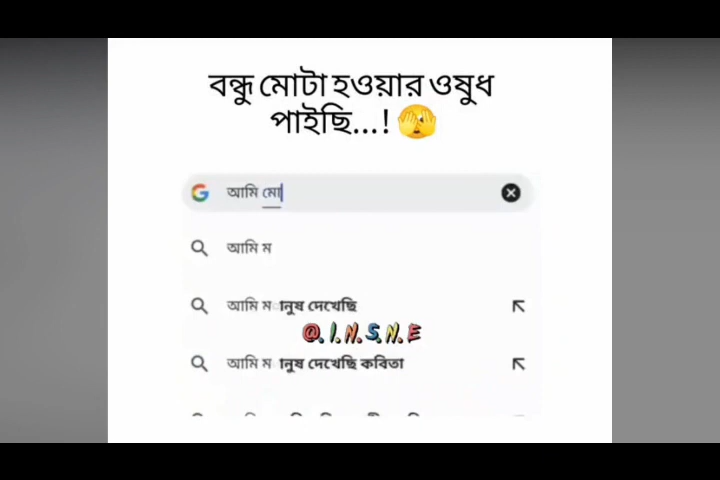 বন্ধু মোটা হওয়ার ওষুধ
পাইছি...! 🫣
আমি মো
আমি ম
আমি মানুষ দেখেছি
@.I.N.S.N.E
আমি মানুষ দেখেছি কবিতা